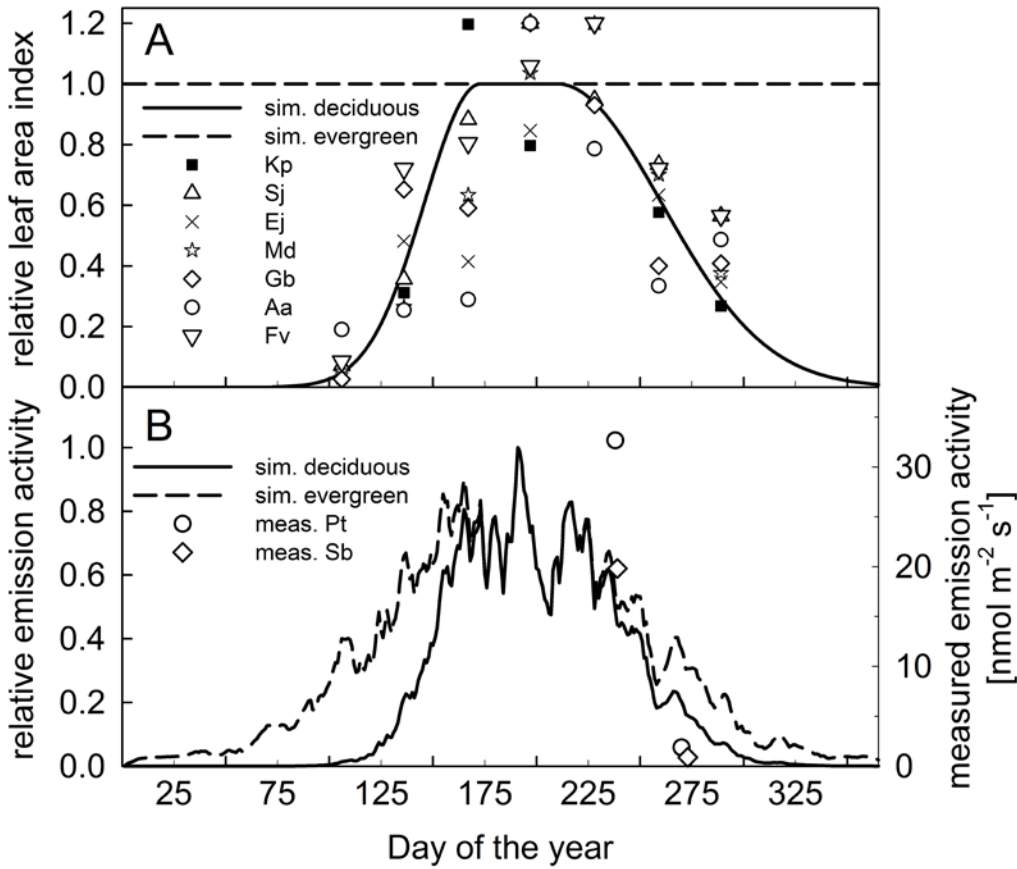 A
relative leaf area index
1.2
1.0
0.8
0.6
0.4
0.2
0.0
sim. deciduous
sim. evergreen
Kp
Sj
Ej
Md
Gb
Aa
Fv
B
relative emission activity
1.0
0.8
0.6
0.4
0.2
0.0
sim. deciduous
sim. evergreen
meas. Pt
meas. Sb
30
20
10
0
measured emission activity
[nmol m⁻² s⁻¹]
25 75 125 175 225 275 325
Day of the year